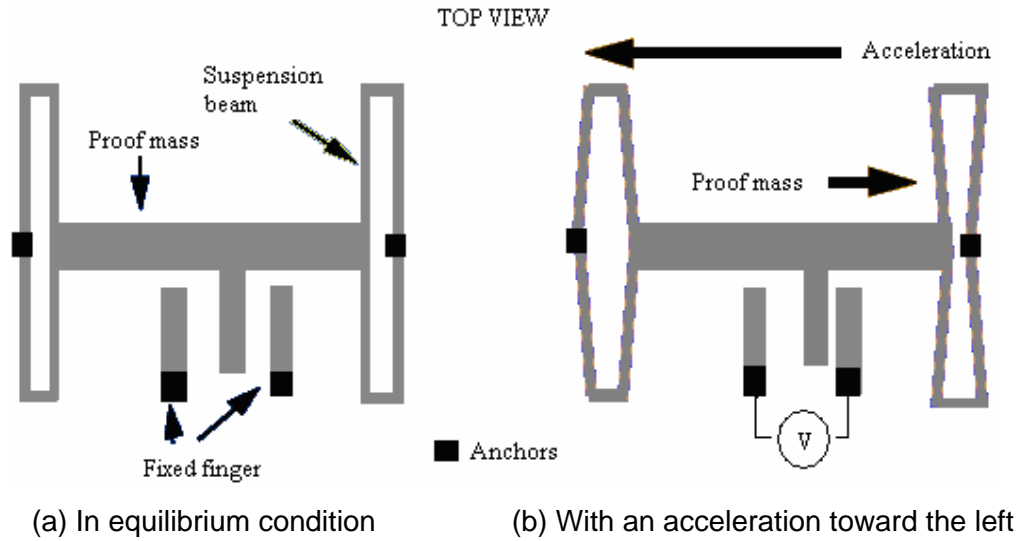 TOP VIEW
Acceleration
Suspension
beam
Proof mass
Proof mass
V
Anchors
Fixed finger
(a) In equilibrium condition
(b) With an acceleration toward the left